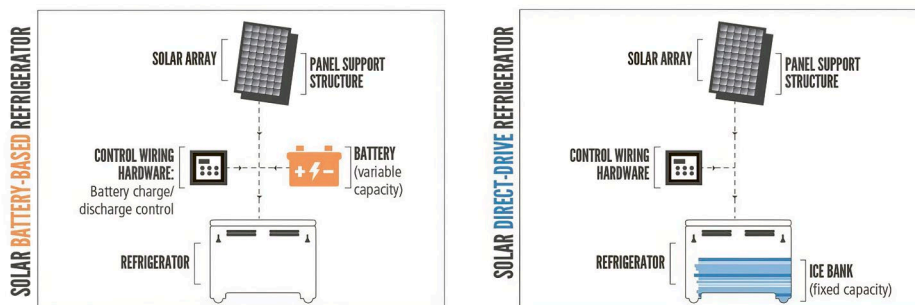 SOLAR BATTERY-BASED REFRIGERATOR
SOLAR ARRAY
PANEL SUPPORT
STRUCTURE
CONTROL WIRING
HARDWARE:
Battery charge/
discharge control
BATTERY
(variable
capacity)
REFRIGERATOR
SOLAR DIRECT-DRIVE REFRIGERATOR
SOLAR ARRAY
PANEL SUPPORT
STRUCTURE
CONTROL WIRING
HARDWARE
REFRIGERATOR
ICE BANK
(fixed capacity)